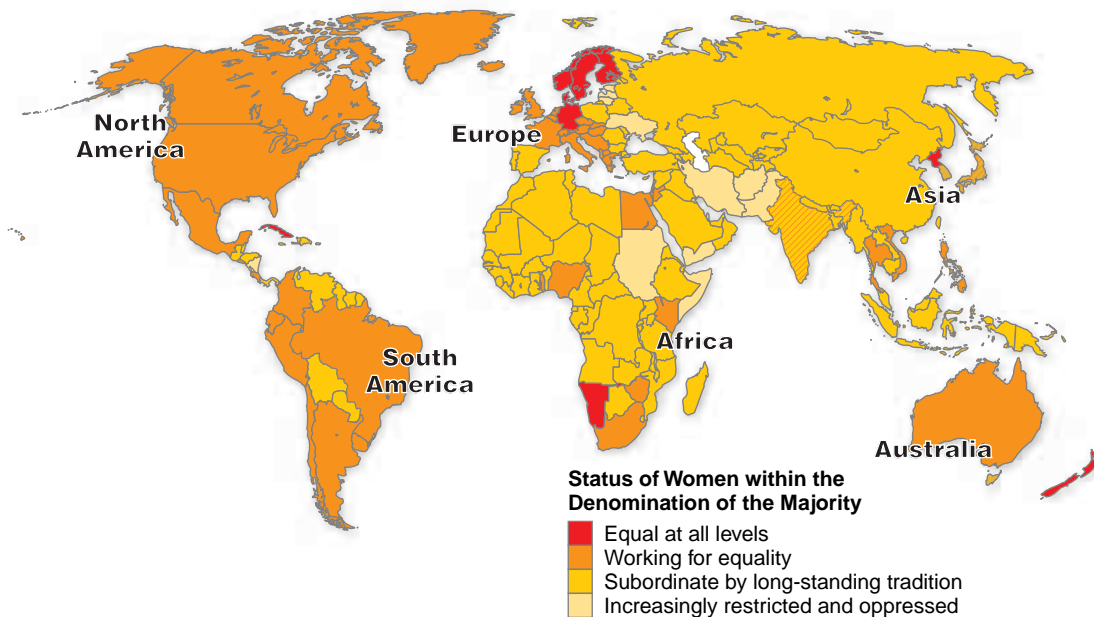 North
America
Europe
Asia
Africa
South
America
Australia
Status of Women within the
Denomination of the Majority
Equal at all levels
Working for equality
Subordinate by long-standing tradition
Increasingly restricted and oppressed